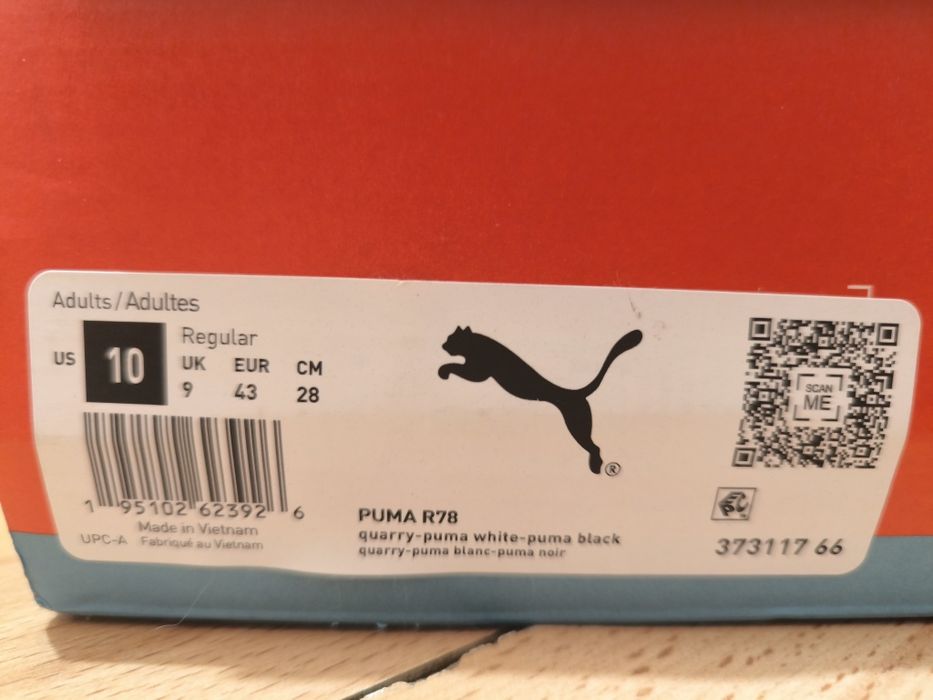 Adults/Adultes
US 10
Regular
UK EUR CM
9 43 28
1 95102 62392 6
Made in Vietnam
UPC-A Fabriqué au Vietnam
®
PUMA R78
quarry-puma white-puma black
quarry-puma blanc-puma noir
SCAN
ME
373117 66